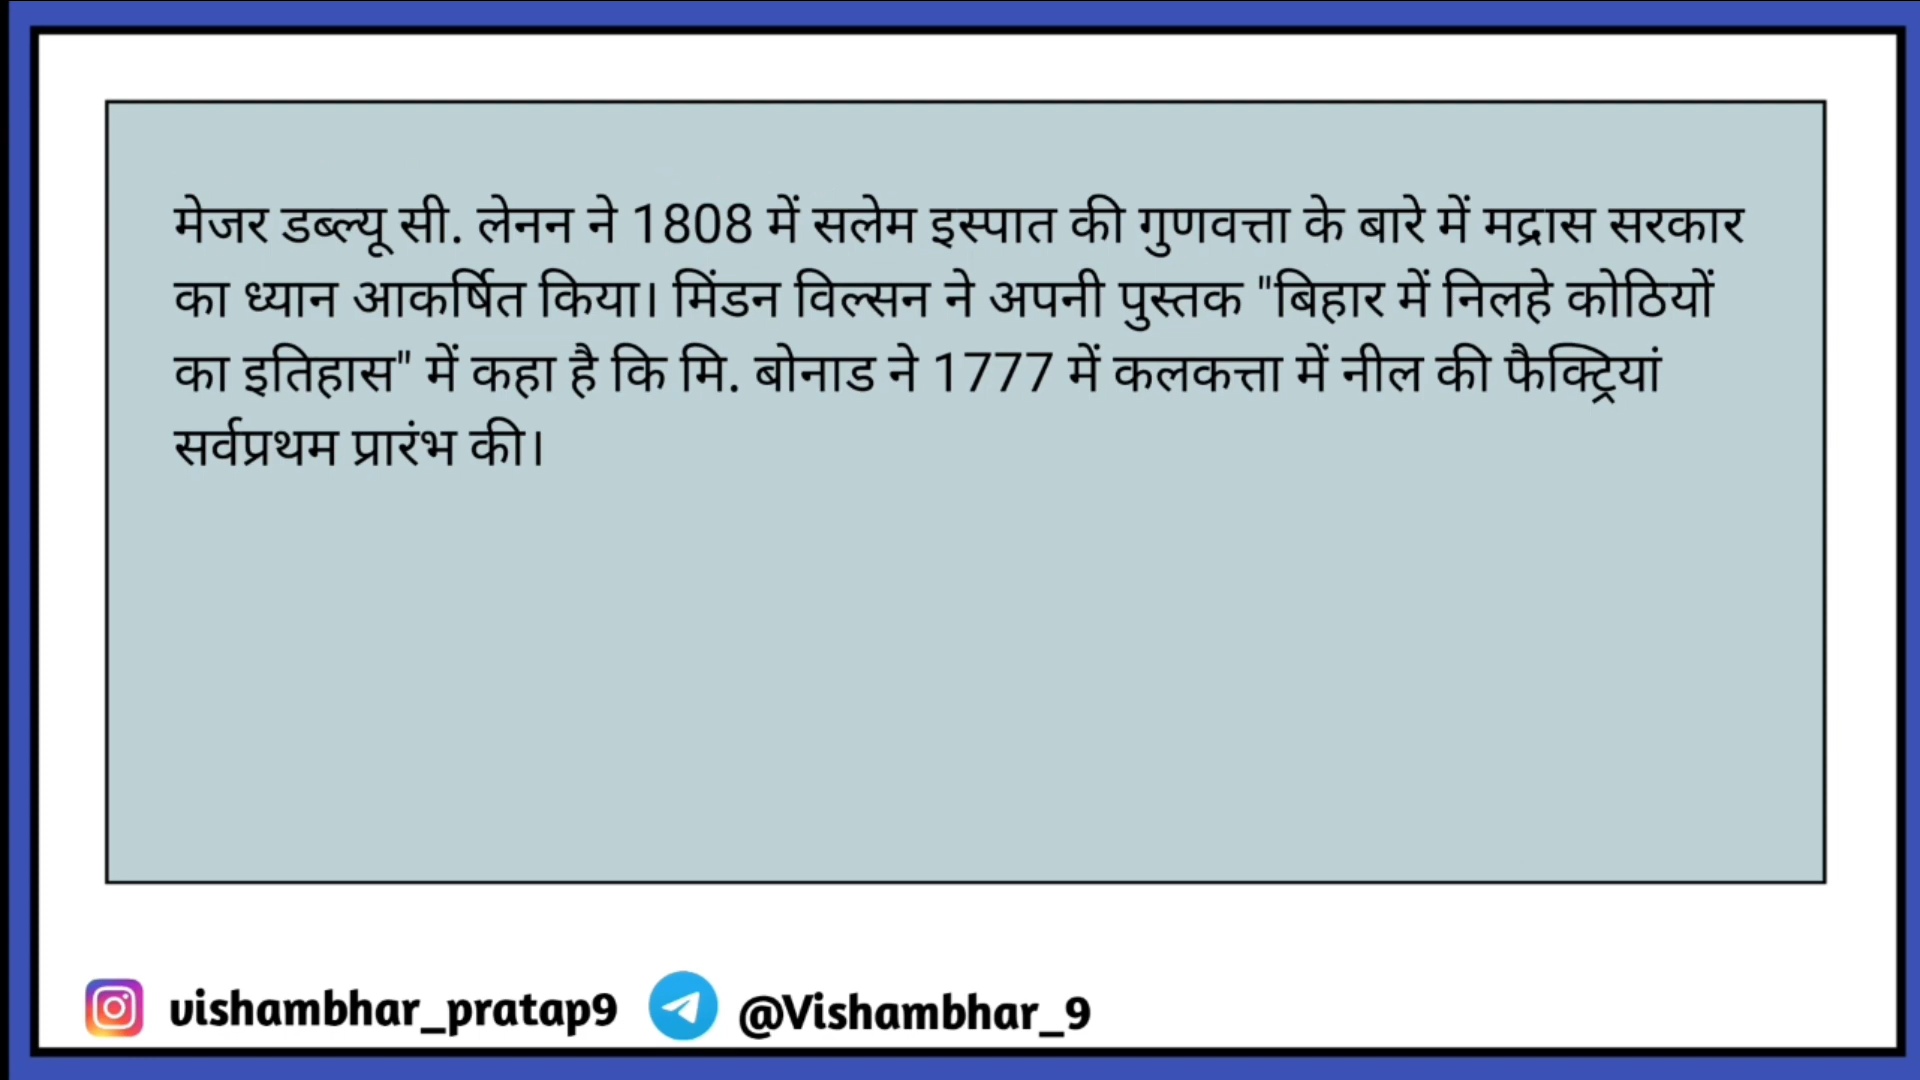 मेजर डब्ल्यू सी. लेनन ने 1808 में सलेम इस्पात की गुणवत्ता के बारे में मद्रास सरकार
का ध्यान आकर्षित किया। मिंडन विल्सन ने अपनी पुस्तक "बिहार में निलहे कोठियों
का इतिहास" में कहा है कि मि. बोनाड ने 1777 में कलकत्ता में नील की फैक्ट्रियां
सर्वप्रथम प्रारंभ की।
vishambhar_pratap9 @Vishambhar_9